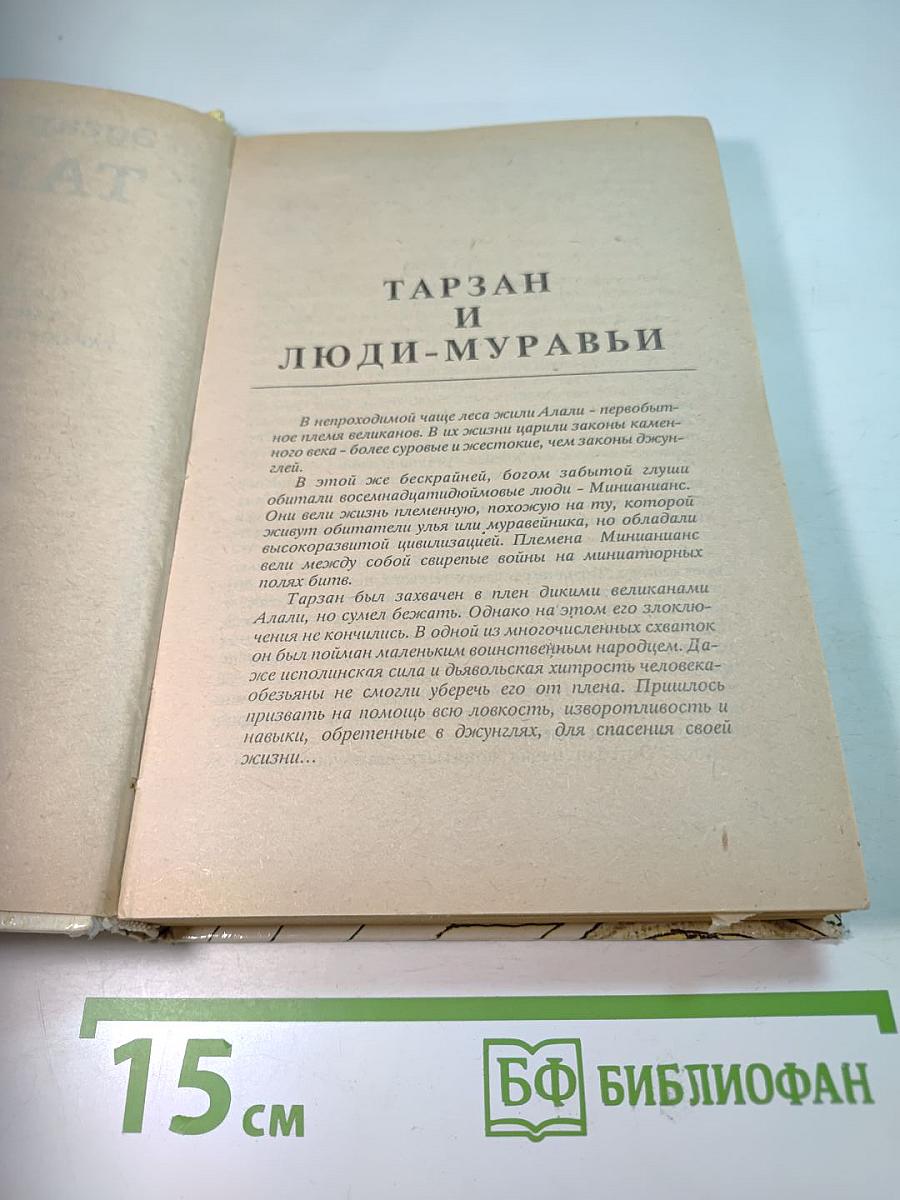 ТАРЗАН
И
ЛЮДИ-МУРАВЬИ
В непроходимой чаще леса жили Алали - первобыт-
ное племя великанов. В их жизни царили законы камен-
ного века - более суровые и жестокие, чем законы джун-
глей.
В этой же бескрайней, богом забытой глуши
обитали восемнадцатидюймовые люди - Минианианс.
Они вели жизнь племенную, похожую на ту, которой
живут обитатели улья или муравейника, но обладали
высокоразвитой цивилизацией. Племена Минианианс
вели между собой свирепые войны на миниатюрных
полях битв.
Тарзан был захвачен в плен дикими великанами
Алали, но сумел бежать. Однако на этом его злоклю-
чения не кончились. В одной из многочисленных схваток
он был пойман маленьким воинственным народцем. Да-
же исполинская сила и дьявольская хитрость человека-
обезьяны не смогли уберечь его от плена. Пришлось
призвать на помощь всю ловкость, изворотливость и
навыки, обретенные в джунглях, для спасения своей
жизни...
15 см
БФ БИБЛИОФАН